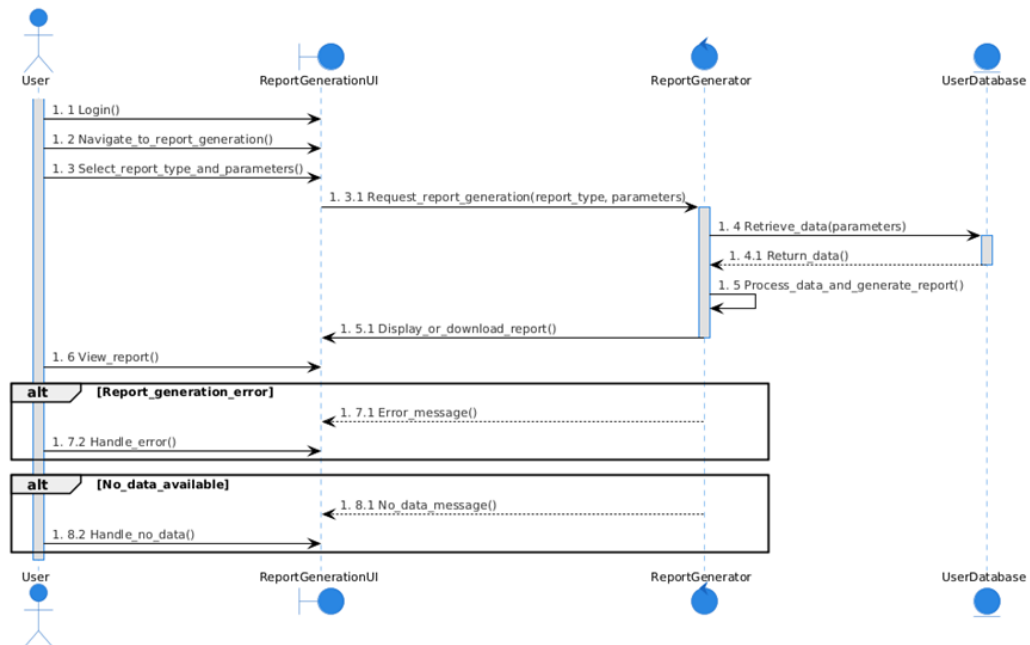 User
ReportGenerationUI
ReportGenerator
UserDatabase
1. 1 Login()
1. 2 Navigate_to_report_generation()
1. 3 Select_report_type_and_parameters()
1. 3.1 Request_report_generation(report_type, parameters)
1. 4 Retrieve_data(parameters)
1. 4.1 Return_data()
1. 5 Process_data_and_generate_report()
1. 5.1 Display_or_download_report()
1. 6 View_report()
alt [Report_generation_error]
1. 7.1 Error_message()
1. 7.2 Handle_error()
alt [No_data_available]
1. 8.1 No_data_message()
1. 8.2 Handle_no_data()
User
ReportGenerationUI
ReportGenerator
UserDatabase